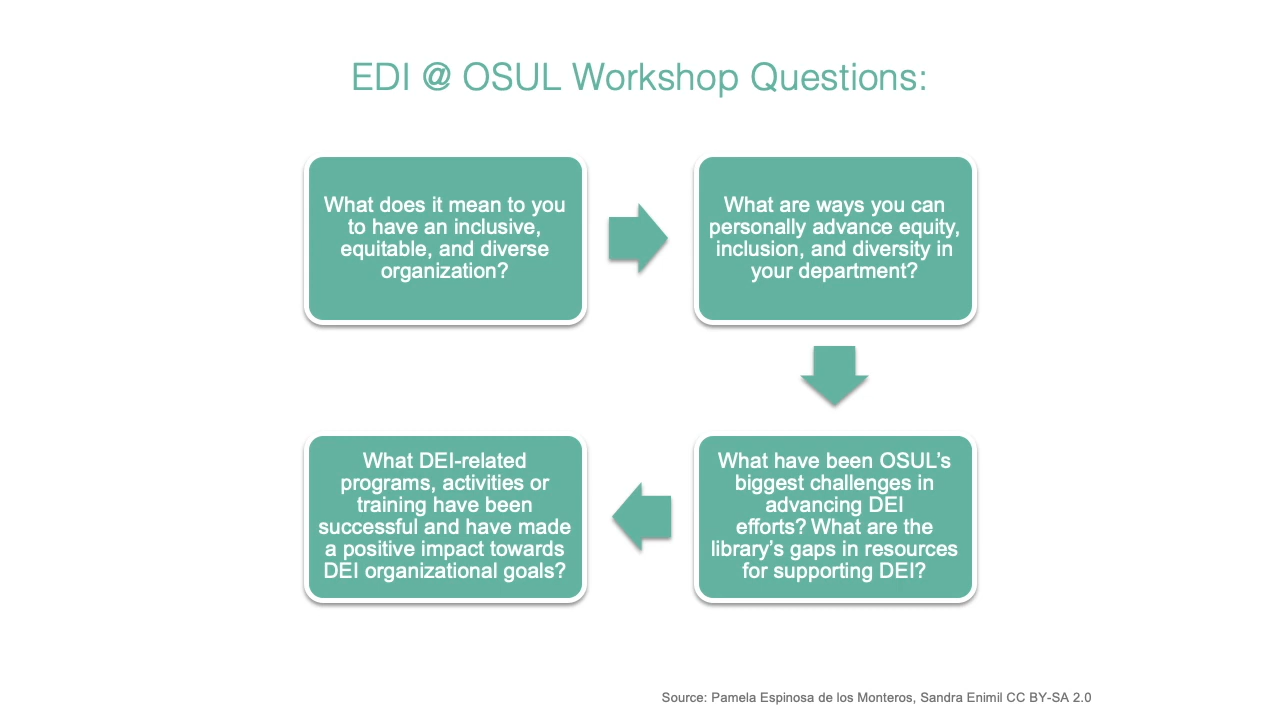 EDI @ OSUL Workshop Questions:
What does it mean to you
to have an inclusive,
equitable, and diverse
organization?
What are ways you can
personally advance equity,
inclusion, and diversity in
your department?
What have been OSUL’s
biggest challenges in
advancing DEI
efforts? What are the
library’s gaps in resources
for supporting DEI?
What DEI-related
programs, activities or
training have been
successful and have made
a positive impact towards
DEI organizational goals?
Source: Pamela Espinosa de los Monteros, Sandra Enimil CC BY-SA 2.0